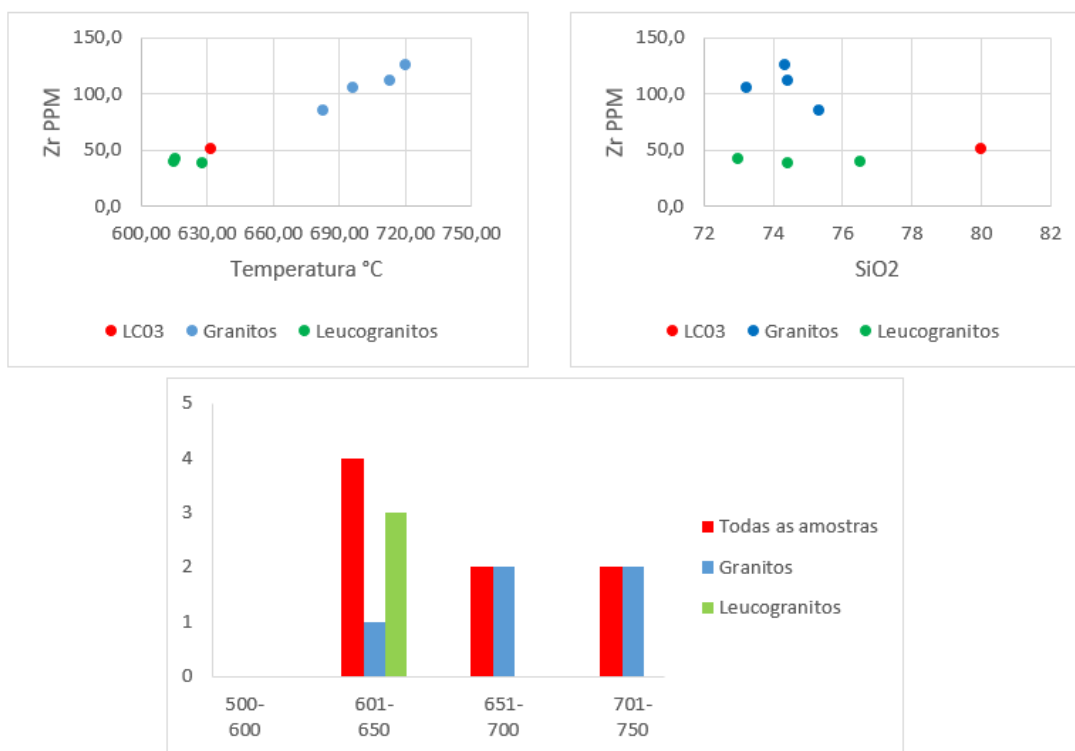 150,0
100,0
50,0
0,0
Zr PPM
600,00 630,00 660,00 690,00 720,00 750,00
Temperatura °C
LC03 Granitos Leucogranitos
150,0
100,0
50,0
0,0
Zr PPM
72 74 76 78 80 82
SiO2
LC03 Granitos Leucogranitos
5
4
3
2
1
0
500-
600
601-
650
651-
700
701-
750
Todas as amostras
Granitos
Leucogranitos